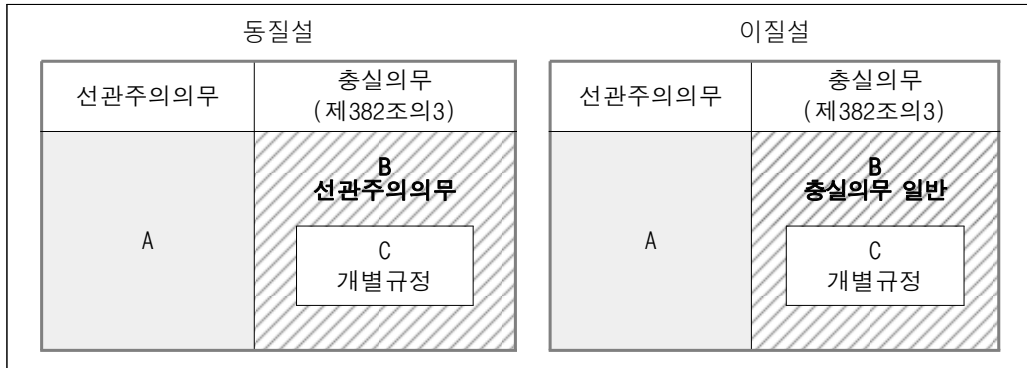 동질설
선관주의의무
충실의무
(제382조의3)
A
B
선관주의의무
C
개별규정
이질설
선관주의의무
충실의무
(제382조의3)
A
B
충실의무 일반
C
개별규정